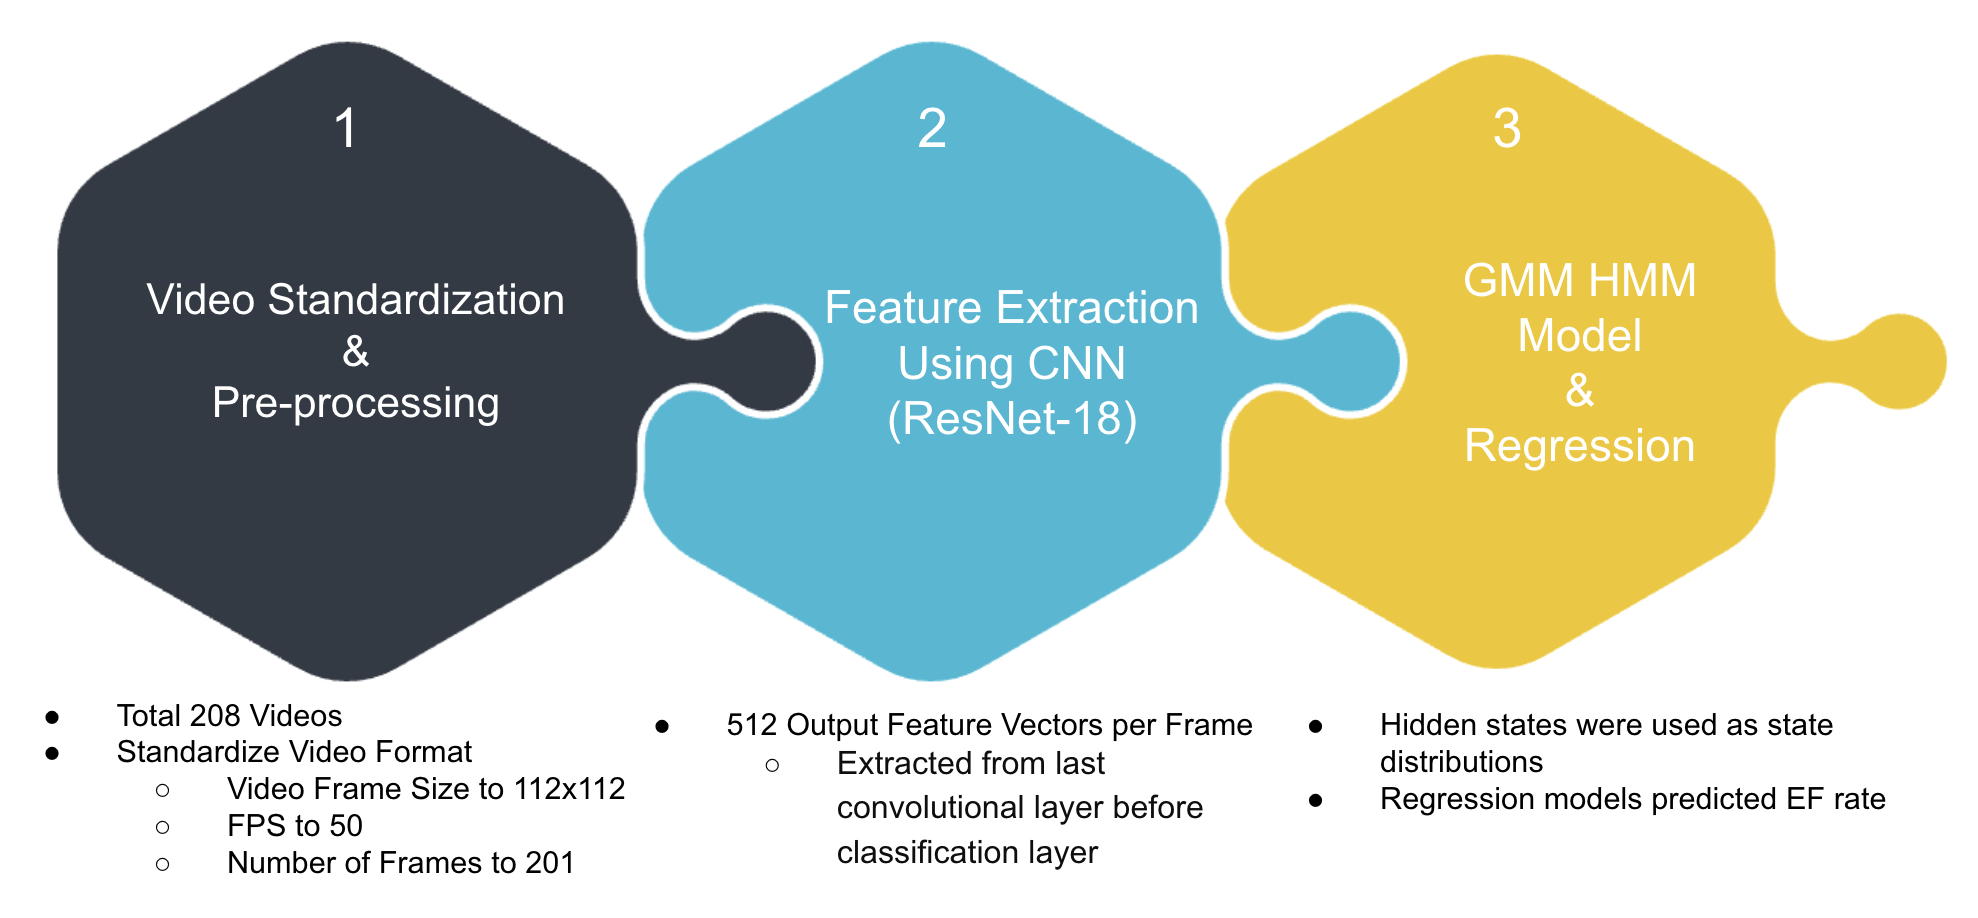 1
Video Standardization
&
Pre-processing
● Total 208 Videos
● Standardize Video Format
○ Video Frame Size to 112x112
○ FPS to 50
○ Number of Frames to 201
2
Feature Extraction
Using CNN
(ResNet-18)
● 512 Output Feature Vectors per Frame
○ Extracted from last
convolutional layer before
classification layer
3
GMM HMM
Model
&
Regression
● Hidden states were used as state
distributions
● Regression models predicted EF rate